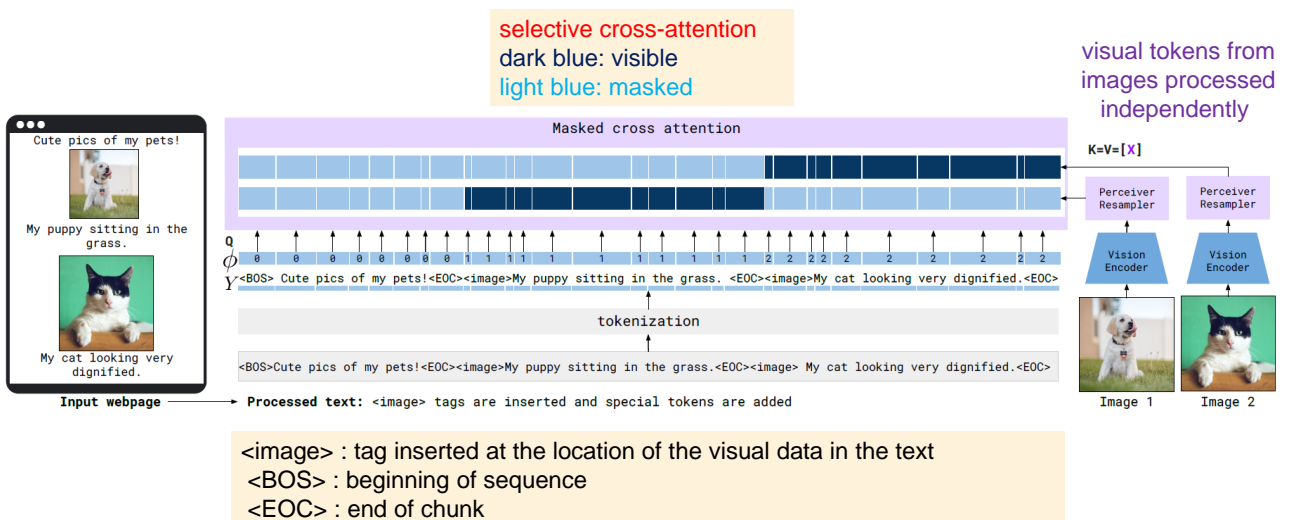 selective cross-attention
dark blue: visible
light blue: masked
visual tokens from
images processed
independently
Cute pics of my pets!
My puppy sitting in the
grass.
My cat looking very
dignified.
Input webpage
Masked cross attention
K=V=[X]
Perceiver
Resampler
Perceiver
Resampler
Q
ϕ 0 0 0 0 0 0 0 0 1 1 1 1 1 1 1 1 1 1 2 2 2 2 2 2 2 2 2 2
Y <BOS> Cute pics of my pets!<EOC><image>My puppy sitting in the grass. <EOC><image>My cat looking very dignified.<EOC>
Vision
Encoder
Vision
Encoder
tokenization
<BOS>Cute pics of my pets!<EOC><image>My puppy sitting in the grass.<EOC><image> My cat looking very dignified.<EOC>
Processed text: <image> tags are inserted and special tokens are added
Image 1
Image 2
<image> : tag inserted at the location of the visual data in the text
<BOS> : beginning of sequence
<EOC> : end of chunk